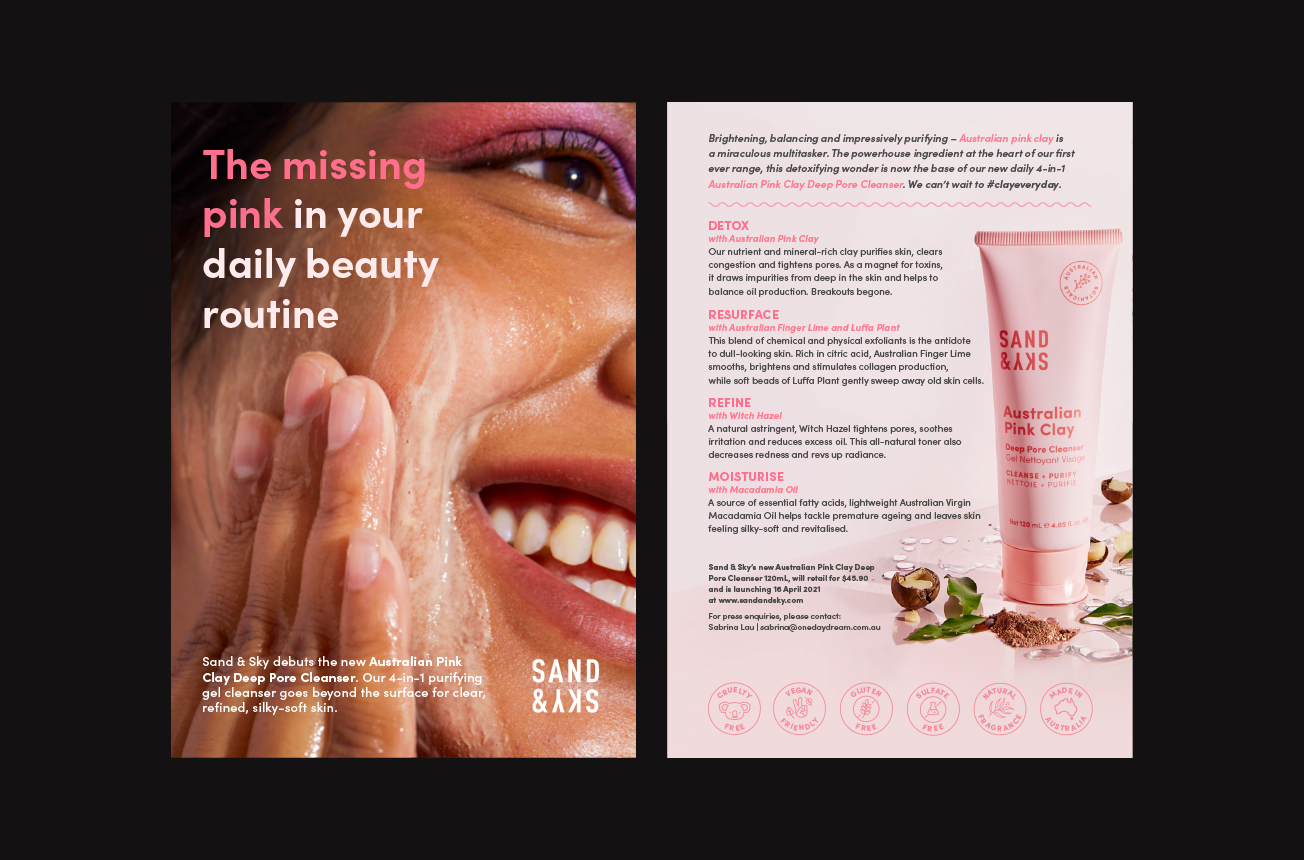 The missing
pink in your
daily beauty
routine
Sand & Sky debuts the new Australian Pink
Clay Deep Pore Cleanser. Our 4-in-1 purifying
gel cleanser goes beyond the surface for clear,
refined, silky-soft skin.
SAND
&SKY
Brightening, balancing and impressively purifying – Australian pink clay is
a miraculous multitasker. The powerhouse ingredient at the heart of our first
ever range, this detoxifying wonder is now the base of our new daily 4-in-1
Australian Pink Clay Deep Pore Cleanser. We can't wait to #clayeveryday.
DETOX
with Australian Pink Clay
Our nutrient and mineral-rich clay purifies skin, clears
congestion and tightens pores. As a magnet for toxins,
it draws impurities from deep in the skin and helps to
balance oil production. Breakouts begone.
RESURFACE
with Australian Finger Lime and Luffa Plant
This blend of chemical and physical exfoliants is the antidote
to dull-looking skin. Rich in citric acid, Australian Finger Lime
smooths, brightens and stimulates collagen production,
while soft beads of Luffa Plant gently sweep away old skin cells.
REFINE
with Witch Hazel
A natural astringent, Witch Hazel tightens pores, soothes
irritation and reduces excess oil. This all-natural toner also
decreases redness and revs up radiance.
MOISTURISE
with Macadamia Oil
A source of essential fatty acids, lightweight Australian Virgin
Macadamia Oil helps tackle premature ageing and leaves skin
feeling silky-soft and revitalised.
Sand & Sky's new Australian Pink Clay Deep
Pore Cleanser 120mL, will retail for $45.90
and is launching 16 April 2021
at www.sandandsky.com
For press enquiries, please contact:
Sabrina Lau | sabrina@onedaydream.com.au
AUSTRALIAN BOTANICALS
SAND
&SKY
Australian
Pink Clay
Deep Pore Cleanser
Gel Nettoyant Visage
CLEANSE + PURIFY
NETTOIE + PURIFIE
Net 120 mL e 4.05 fl. oz. US
CRUELTY FREE
VEGAN FRIENDLY
GLUTEN FREE
SULFATE FREE
NATURAL FRAGRANCE
MADE IN AUSTRALIA